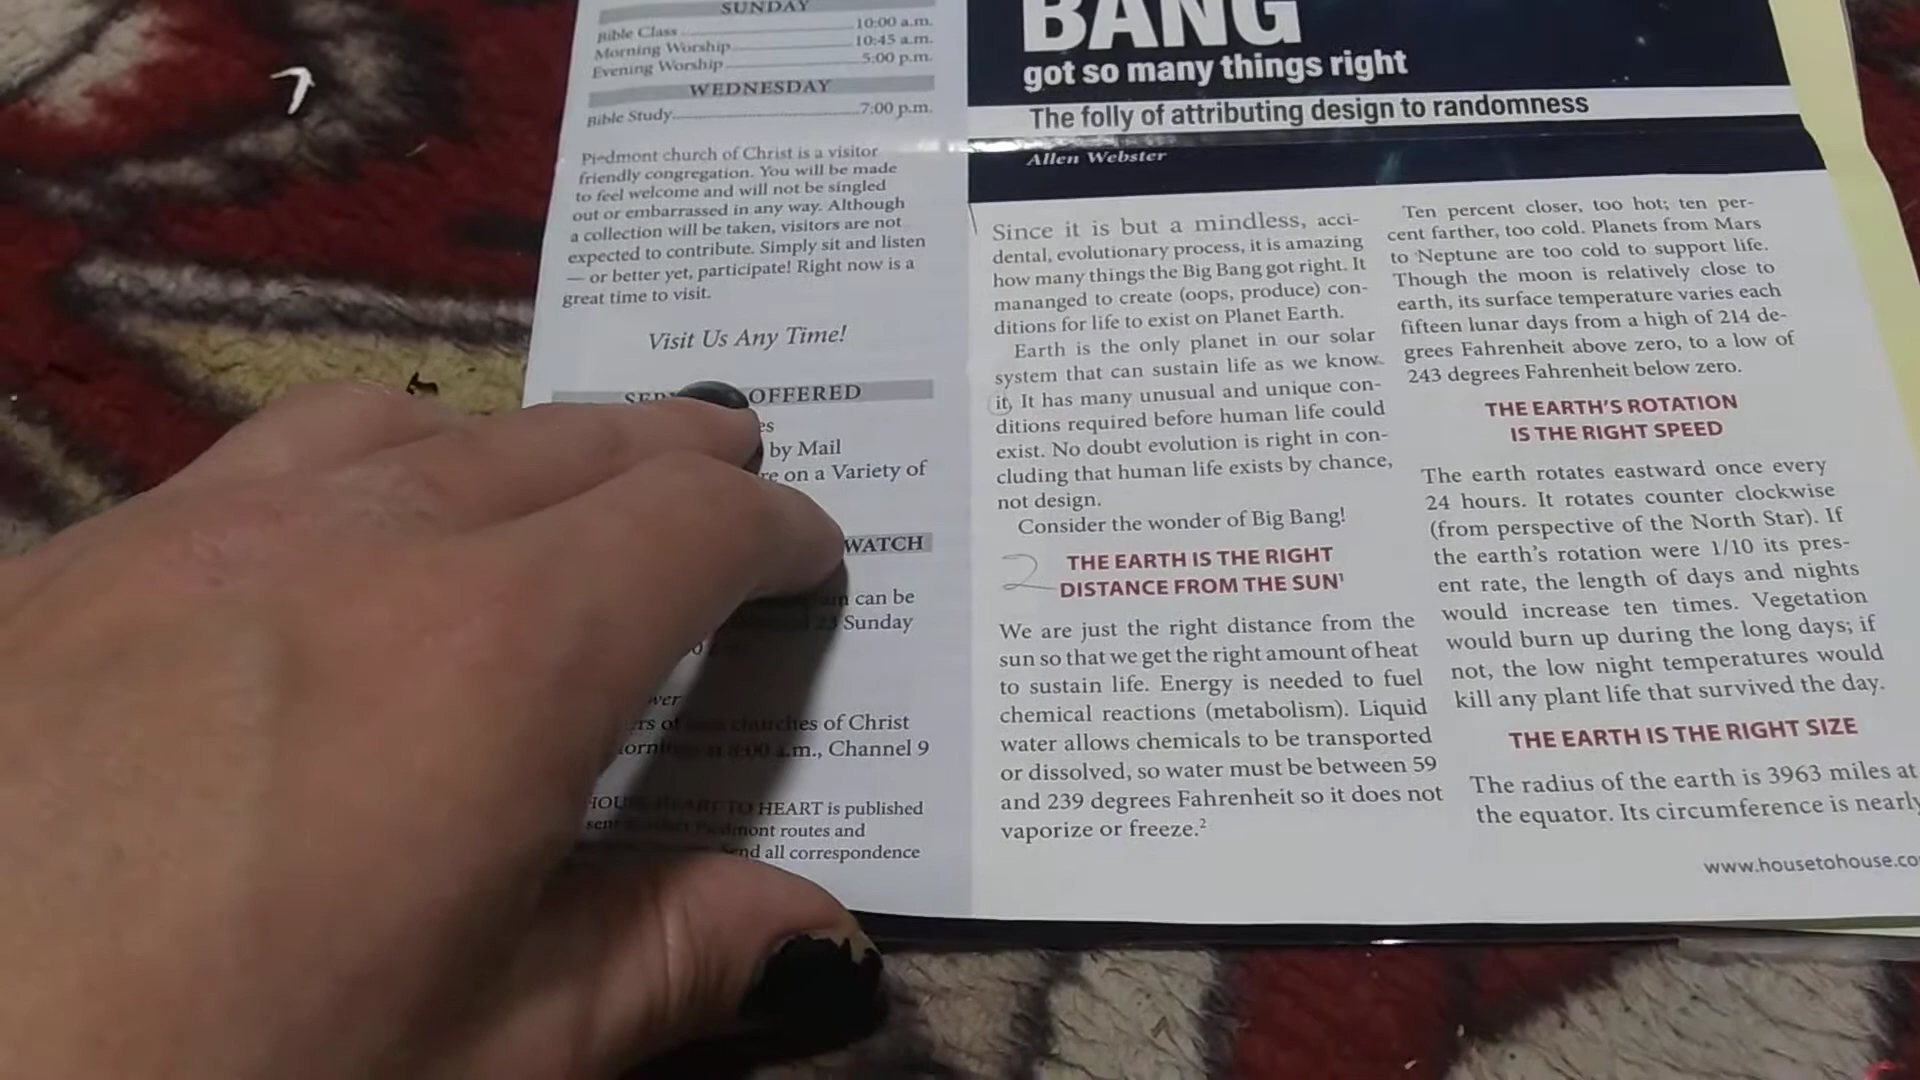 SUNDAY
Bible Class 10:00 a.m.
Morning Worship 10:45 a.m.
Evening Worship 5:00 p.m.
WEDNESDAY
Bible Study 7:00 p.m.
Piedmont church of Christ is a visitor
friendly congregation. You will be made
to feel welcome and will not be singled
out or embarrassed in any way. Although
a collection will be taken, visitors are not
expected to contribute. Simply sit and listen
— or better yet, participate! Right now is a
great time to visit.
Visit Us Any Time!
OFFERED
by Mail
on a Variety of
WATCH
can be
Sunday
churches of Christ
a.m., Channel 9
TO HEART is published
routes and
all correspondence
BANG
got so many things right
The folly of attributing design to randomness
Allen Webster
Since it is but a mindless, acci-
dental, evolutionary process, it is amazing
how many things the Big Bang got right. It
mananged to create (oops, produce) con-
ditions for life to exist on Planet Earth.
Earth is the only planet in our solar
system that can sustain life as we know
it. It has many unusual and unique con-
ditions required before human life could
exist. No doubt evolution is right in con-
cluding that human life exists by chance,
not design.
Consider the wonder of Big Bang!
2 THE EARTH IS THE RIGHT
DISTANCE FROM THE SUN¹
We are just the right distance from the
sun so that we get the right amount of heat
to sustain life. Energy is needed to fuel
chemical reactions (metabolism). Liquid
water allows chemicals to be transported
or dissolved, so water must be between 59
and 239 degrees Fahrenheit so it does not
vaporize or freeze.²
Ten percent closer, too hot; ten per-
cent farther, too cold. Planets from Mars
to Neptune are too cold to support life.
Though the moon is relatively close to
earth, its surface temperature varies each
fifteen lunar days from a high of 214 de-
grees Fahrenheit above zero, to a low of
243 degrees Fahrenheit below zero.
THE EARTH'S ROTATION
IS THE RIGHT SPEED
The earth rotates eastward once every
24 hours. It rotates counter clockwise
(from perspective of the North Star). If
the earth's rotation were 1/10 its pres-
ent rate, the length of days and nights
would increase ten times. Vegetation
would burn up during the long days; if
not, the low night temperatures would
kill any plant life that survived the day.
THE EARTH IS THE RIGHT SIZE
The radius of the earth is 3963 miles at
the equator. Its circumference is nearly
www.housetohouse.co